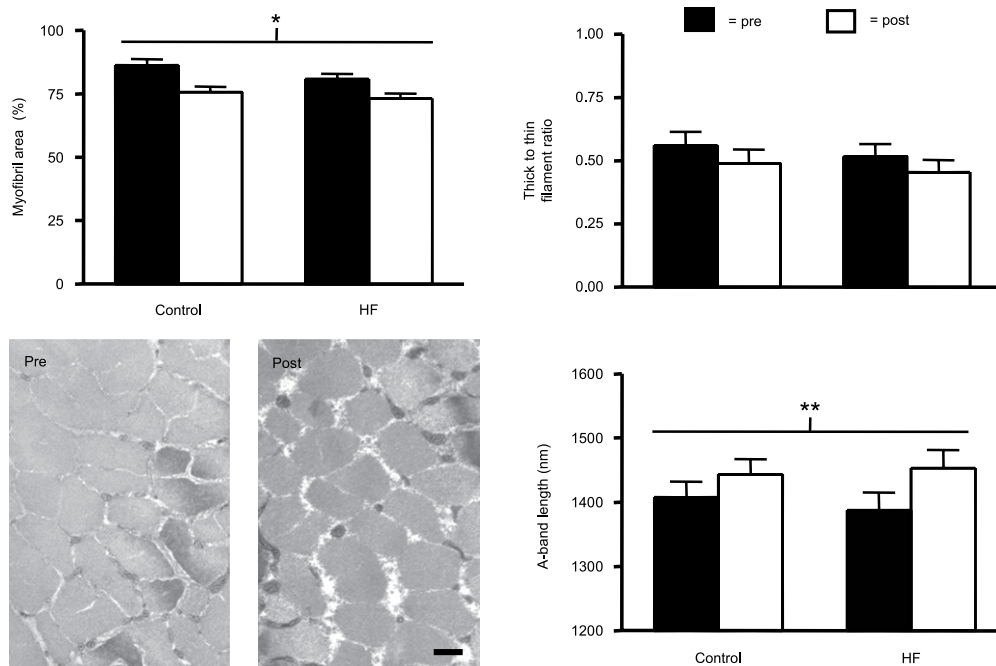 *
100
75
50
25
0
Myofibril area (%)
Control HF
= pre = post
1.00
0.75
0.50
0.25
0.00
Thick to thin
filament ratio
Pre
Post
**
1600
1500
1400
1300
1200
A-band length (nm)
Control HF